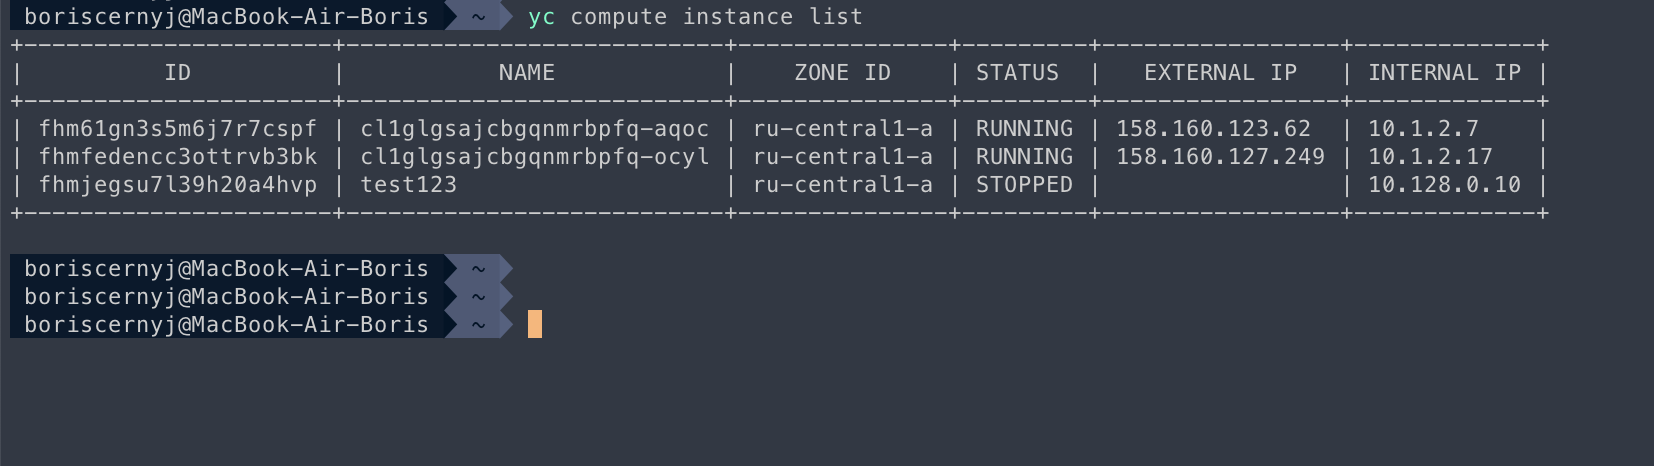 boriscernyj@MacBook-Air-Boris ~ yc compute instance list
+----------------------+---------------------------+---------------+---------+-----------------+-------------+
| ID | NAME | ZONE ID | STATUS | EXTERNAL IP | INTERNAL IP |
+----------------------+---------------------------+---------------+---------+-----------------+-------------+
| fhm61gn3s5m6j7r7cspf | cl1glgsajcbgqnmrbpfq-aqoc | ru-central1-a | RUNNING | 158.160.123.62 | 10.1.2.7 |
| fhmfedencc3ottrvb3bk | cl1glgsajcbgqnmrbpfq-ocyl | ru-central1-a | RUNNING | 158.160.127.249 | 10.1.2.17 |
| fhmjegsu7l39h20a4hvp | test123 | ru-central1-a | STOPPED | | 10.128.0.10 |
+----------------------+---------------------------+---------------+---------+-----------------+-------------+
boriscernyj@MacBook-Air-Boris ~
boriscernyj@MacBook-Air-Boris ~
boriscernyj@MacBook-Air-Boris ~